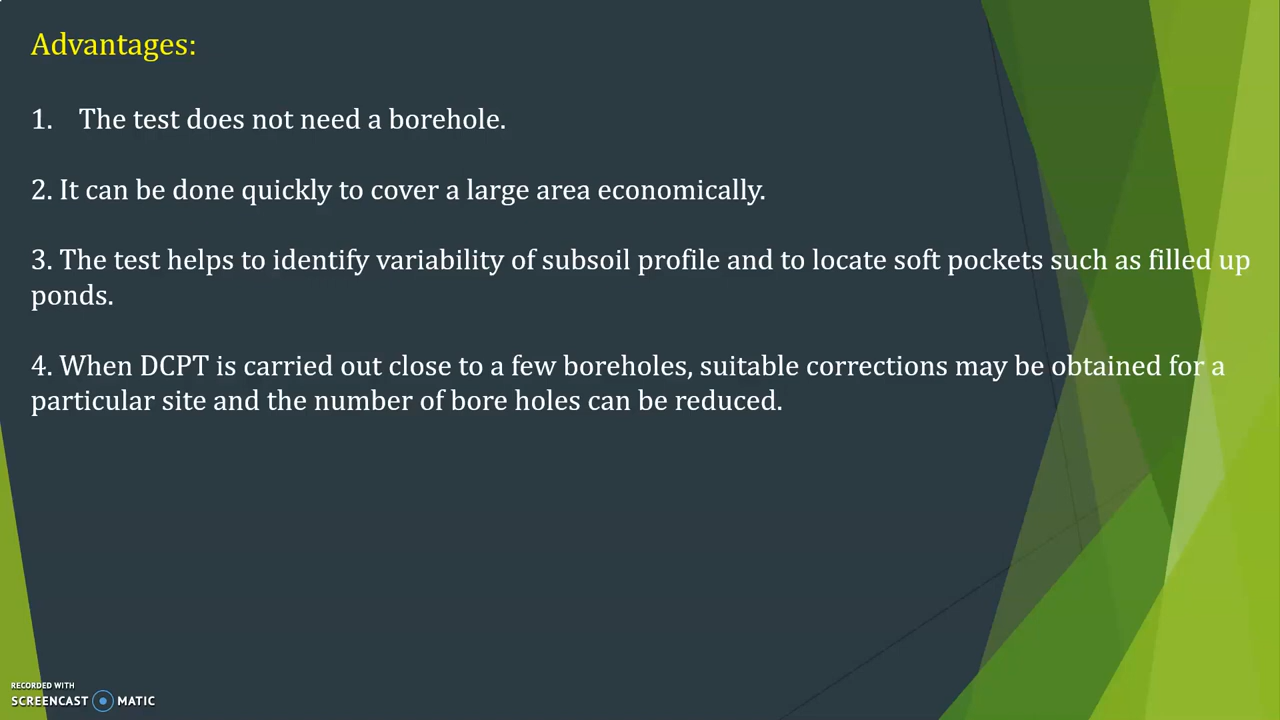 Advantages:
1. The test does not need a borehole.
2. It can be done quickly to cover a large area economically.
3. The test helps to identify variability of subsoil profile and to locate soft pockets such as filled up
ponds.
4. When DCPT is carried out close to a few boreholes, suitable corrections may be obtained for a
particular site and the number of bore holes can be reduced.
RECORDED WITH
SCREENCAST MATIC